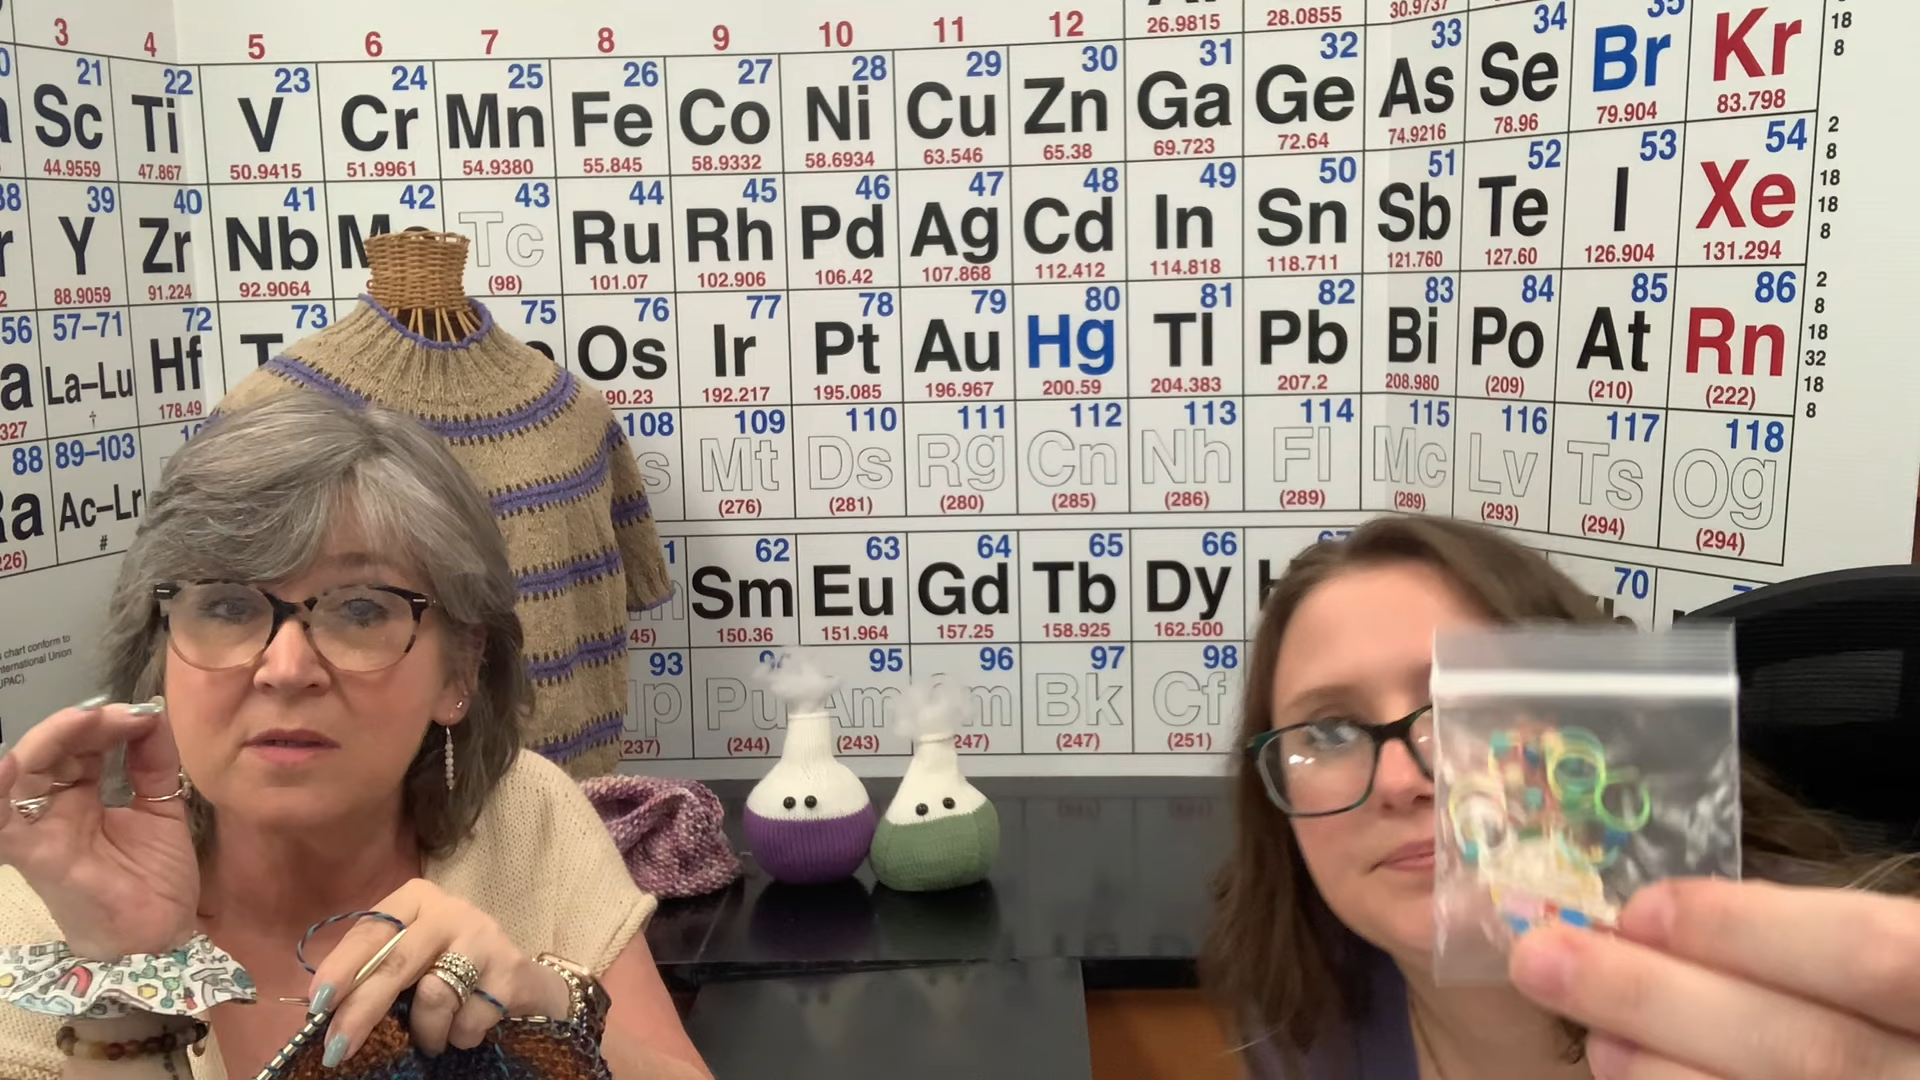 3 4 5 6 7 8 9 10 11 12 26.9815 28.0855 30.9737
21 22 23 24 25 26 27 28 29 30 31 32 33 34 35 18
Sc Ti V Cr Mn Fe Co Ni Cu Zn Ga Ge As Se Br Kr 8
44.9559 47.867 50.9415 51.9961 54.9380 55.845 58.9332 58.6934 63.546 65.38 69.723 72.64 74.9216 78.96 79.904 83.798
39 40 41 42 43 44 45 46 47 48 49 50 51 52 53 54 2 8 18 18 8
Y Zr Nb Tc Ru Rh Pd Ag Cd In Sn Sb Te I Xe
88.9059 91.224 92.9064 (98) 101.07 102.906 106.42 107.868 112.412 114.818 118.711 121.760 127.60 126.904 131.294
56 57–71 72 73 75 76 77 78 79 80 81 82 83 84 85 86 2 8 18 32 18 8
La–Lu Hf Os Ir Pt Au Hg Tl Pb Bi Po At Rn
† 178.49 90.23 192.217 195.085 196.967 200.59 204.383 207.2 208.980 (209) (210) (222)
88 89–103 108 109 110 111 112 113 114 115 116 117 118
Ac–Lr Mt Ds Rg Cn Nh Fl Mc Lv Ts Og
# (276) (281) (280) (285) (286) (289) (289) (293) (294) (294)
62 63 64 65 66 70
Sm Eu Gd Tb Dy
150.36 151.964 157.25 158.925 162.500
93 95 96 97 98
Pu Am Bk Cf
(237) (244) (243) (247) (247) (251)
chart conform to